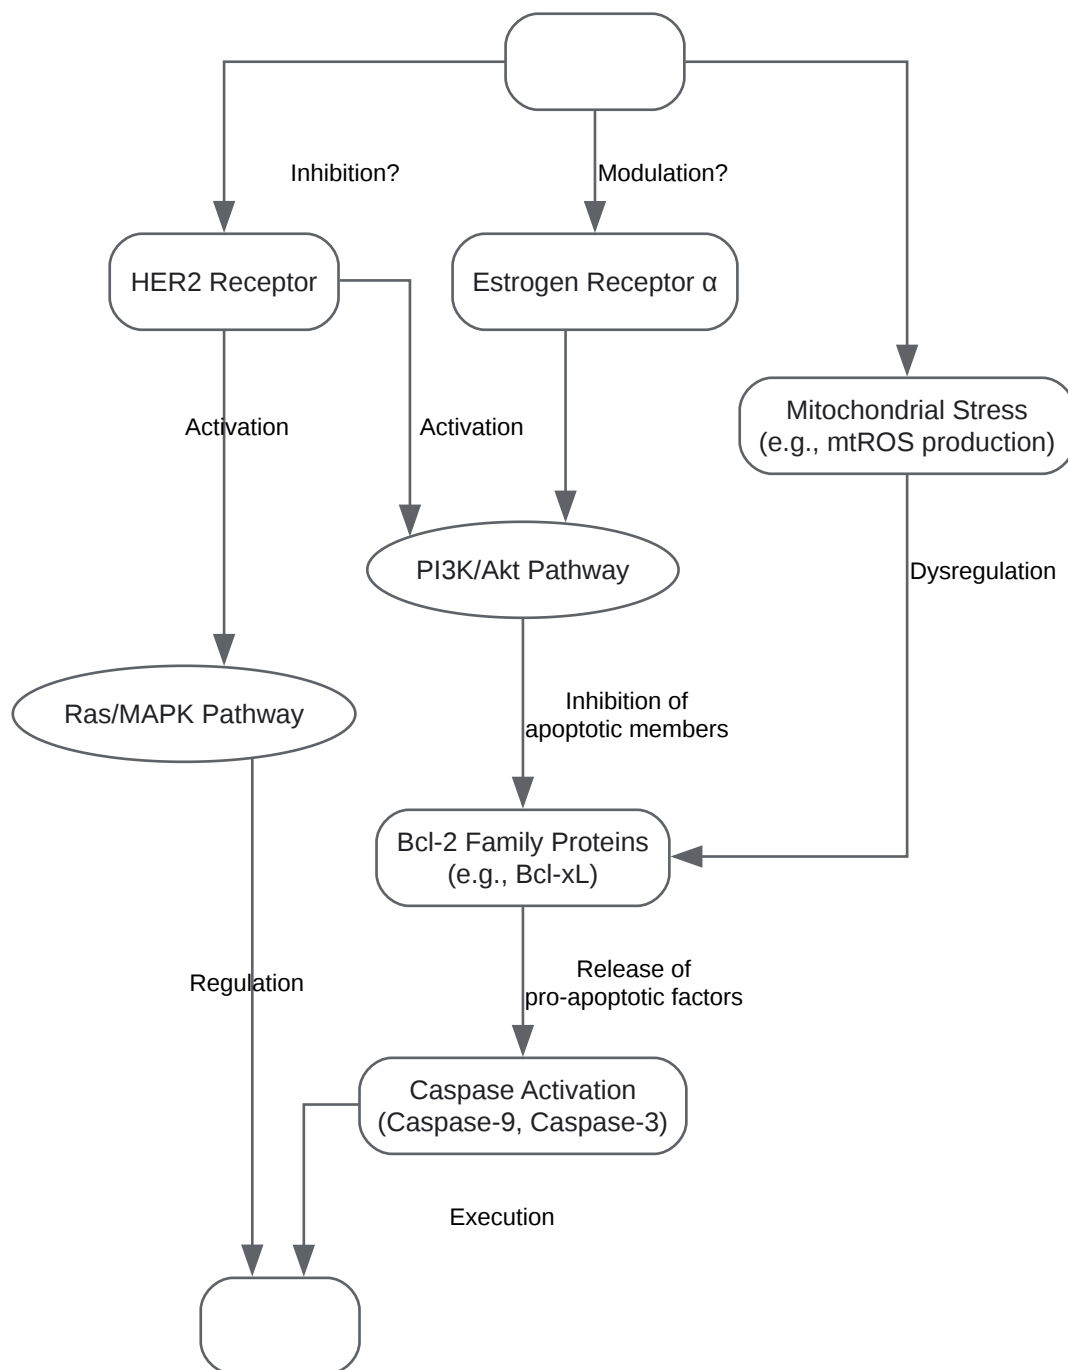 Inhibition?
Modulation?
HER2 Receptor
Estrogen Receptor α
Mitochondrial Stress
(e.g., mtROS production)
Activation
Activation
PI3K/Akt Pathway
Dysregulation
Ras/MAPK Pathway
Inhibition of
apoptotic members
Bcl-2 Family Proteins
(e.g., Bcl-xL)
Regulation
Release of
pro-apoptotic factors
Caspase Activation
(Caspase-9, Caspase-3)
Execution